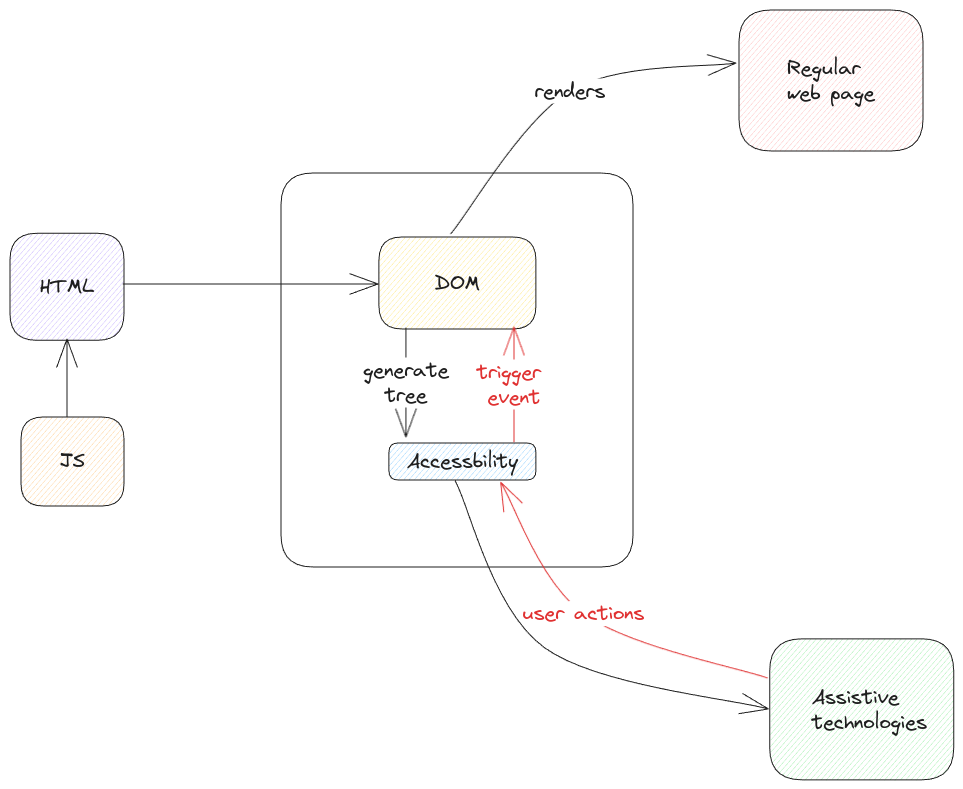 Regular
web page
renders
HTML
DOM
generate
tree
trigger
event
JS
Accessbility
user actions
Assistive
technologies